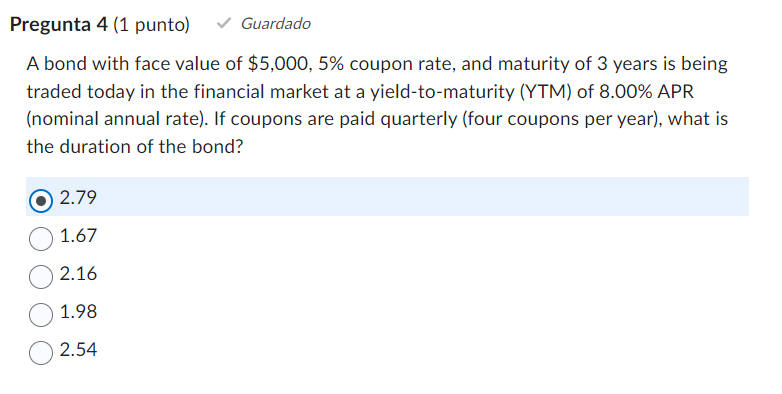 Pregunta 4 (1 punto) ✓ Guardado
A bond with face value of $5,000, 5% coupon rate, and maturity of 3 years is being
traded today in the financial market at a yield-to-maturity (YTM) of 8.00% APR
(nominal annual rate). If coupons are paid quarterly (four coupons per year), what is
the duration of the bond?
2.79
1.67
2.16
1.98
2.54